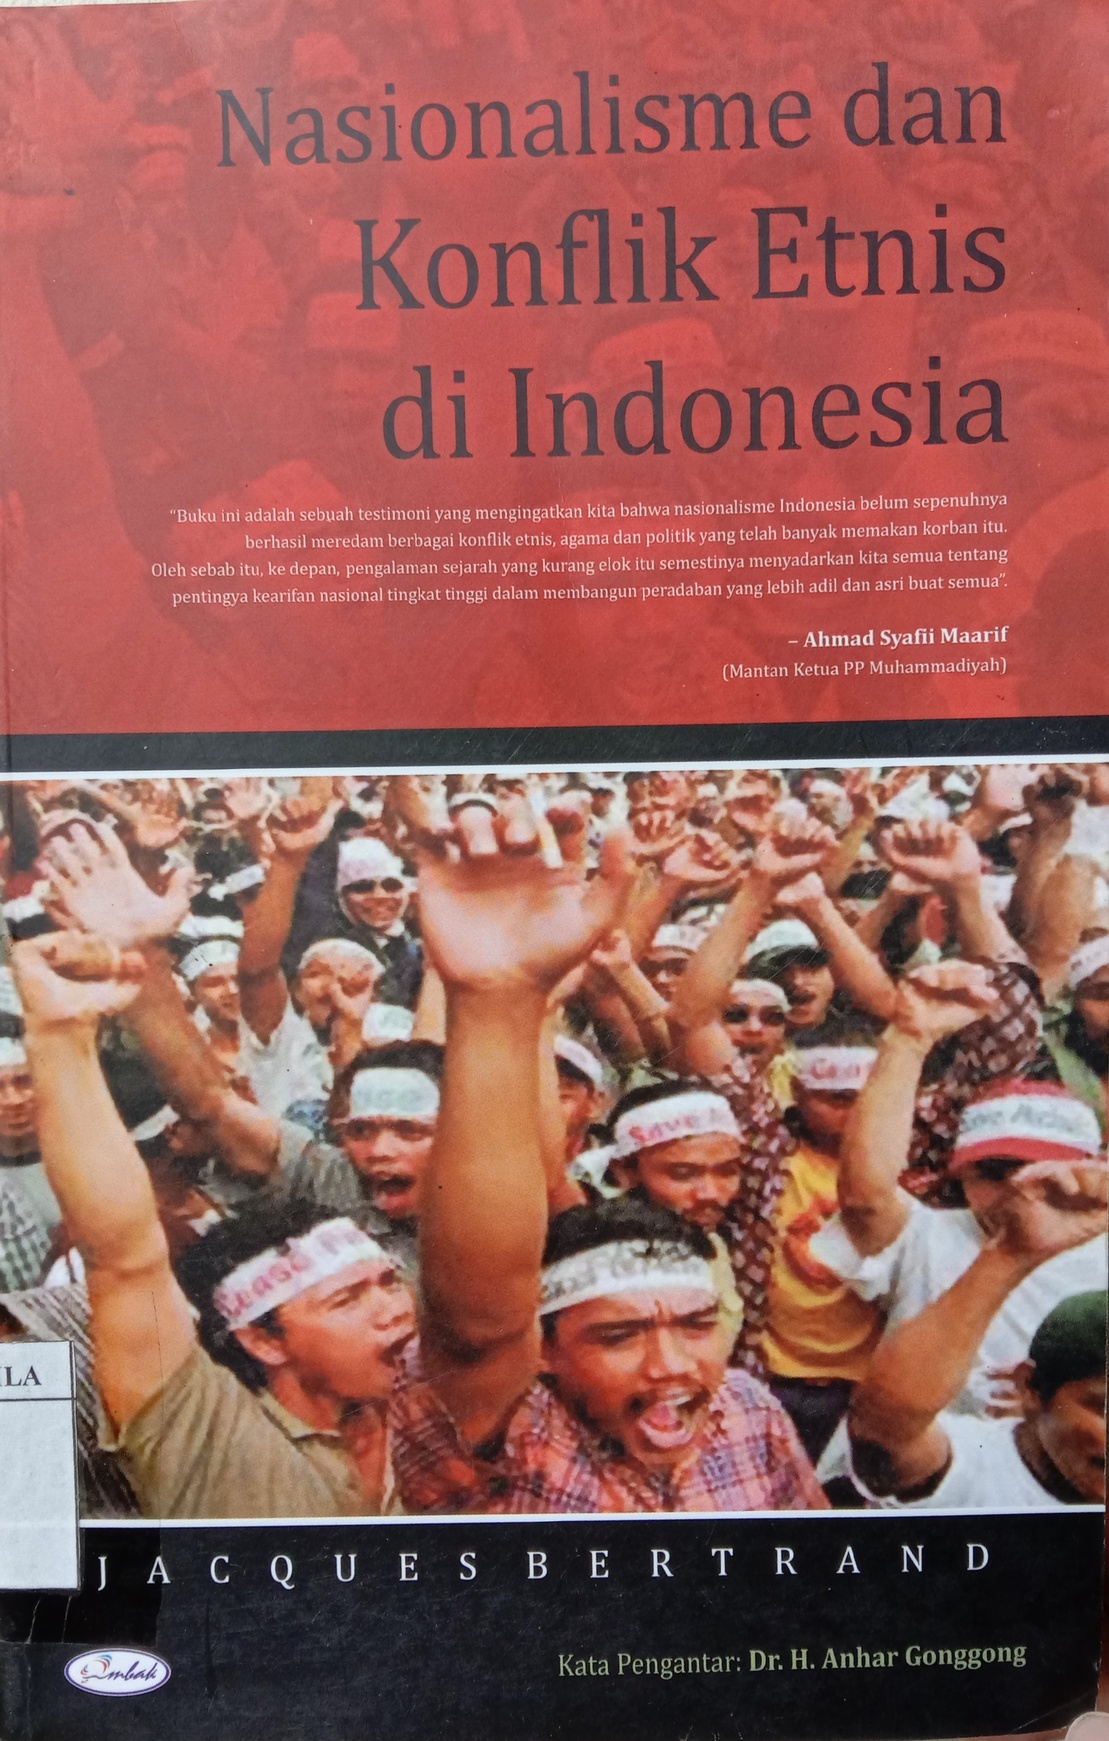 Nasionalisme dan
Konflik Etnis
di Indonesia
“Buku ini adalah sebuah testimoni yang mengingatkan kita bahwa nasionalisme Indonesia belum sepenuhnya
berhasil meredam berbagai konflik etnis, agama dan politik yang telah banyak memakan korban itu.
Oleh sebab itu, ke depan, pengalaman sejarah yang kurang elok itu semestinya menyadarkan kita semua tentang
pentingya kearifan nasional tingkat tinggi dalam membangun peradaban yang lebih adil dan asri buat semua”.
– Ahmad Syafii Maarif
(Mantan Ketua PP Muhammadiyah)
Save
Cease
ILA
JACQUES BERTRAND
Ombak
Kata Pengantar: Dr. H. Anhar Gonggong